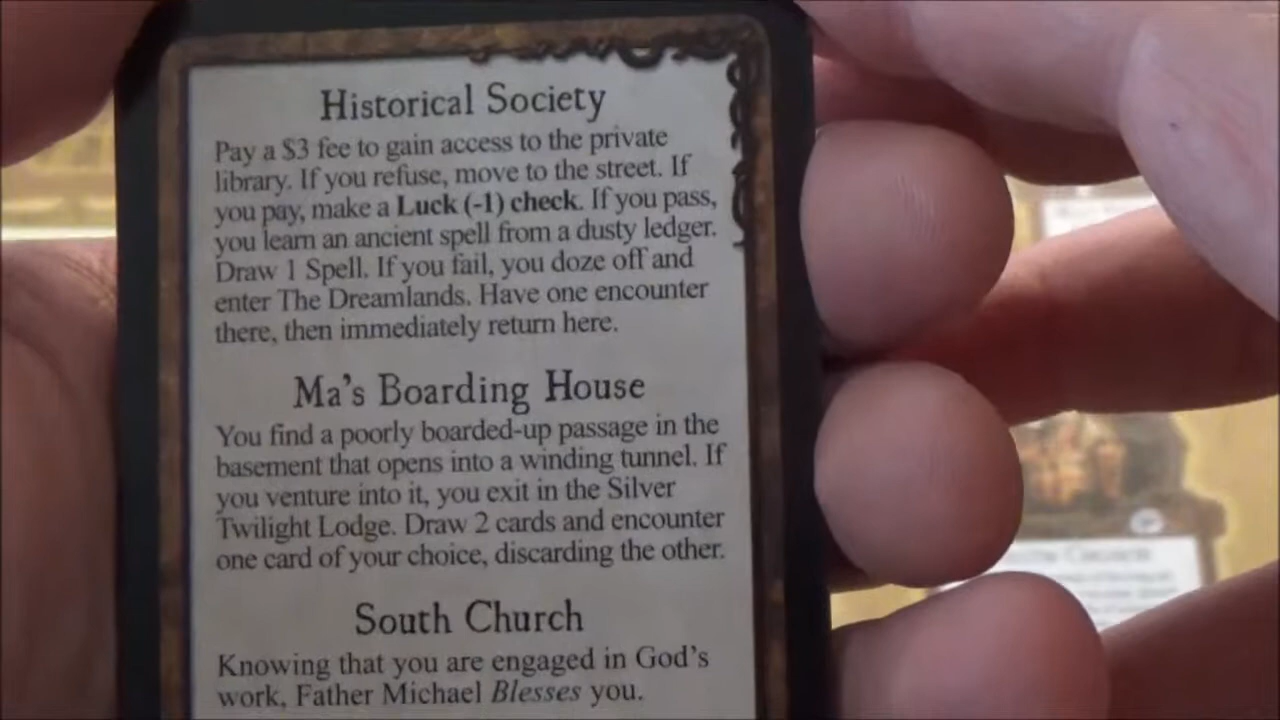 Historical Society
Pay a $3 fee to gain access to the private
library. If you refuse, move to the street. If
you pay, make a Luck (-1) check. If you pass,
you learn an ancient spell from a dusty ledger.
Draw 1 Spell. If you fail, you doze off and
enter The Dreamlands. Have one encounter
there, then immediately return here.
Ma's Boarding House
You find a poorly boarded-up passage in the
basement that opens into a winding tunnel. If
you venture into it, you exit in the Silver
Twilight Lodge. Draw 2 cards and encounter
one card of your choice, discarding the other.
South Church
Knowing that you are engaged in God's
work, Father Michael Blesses you.